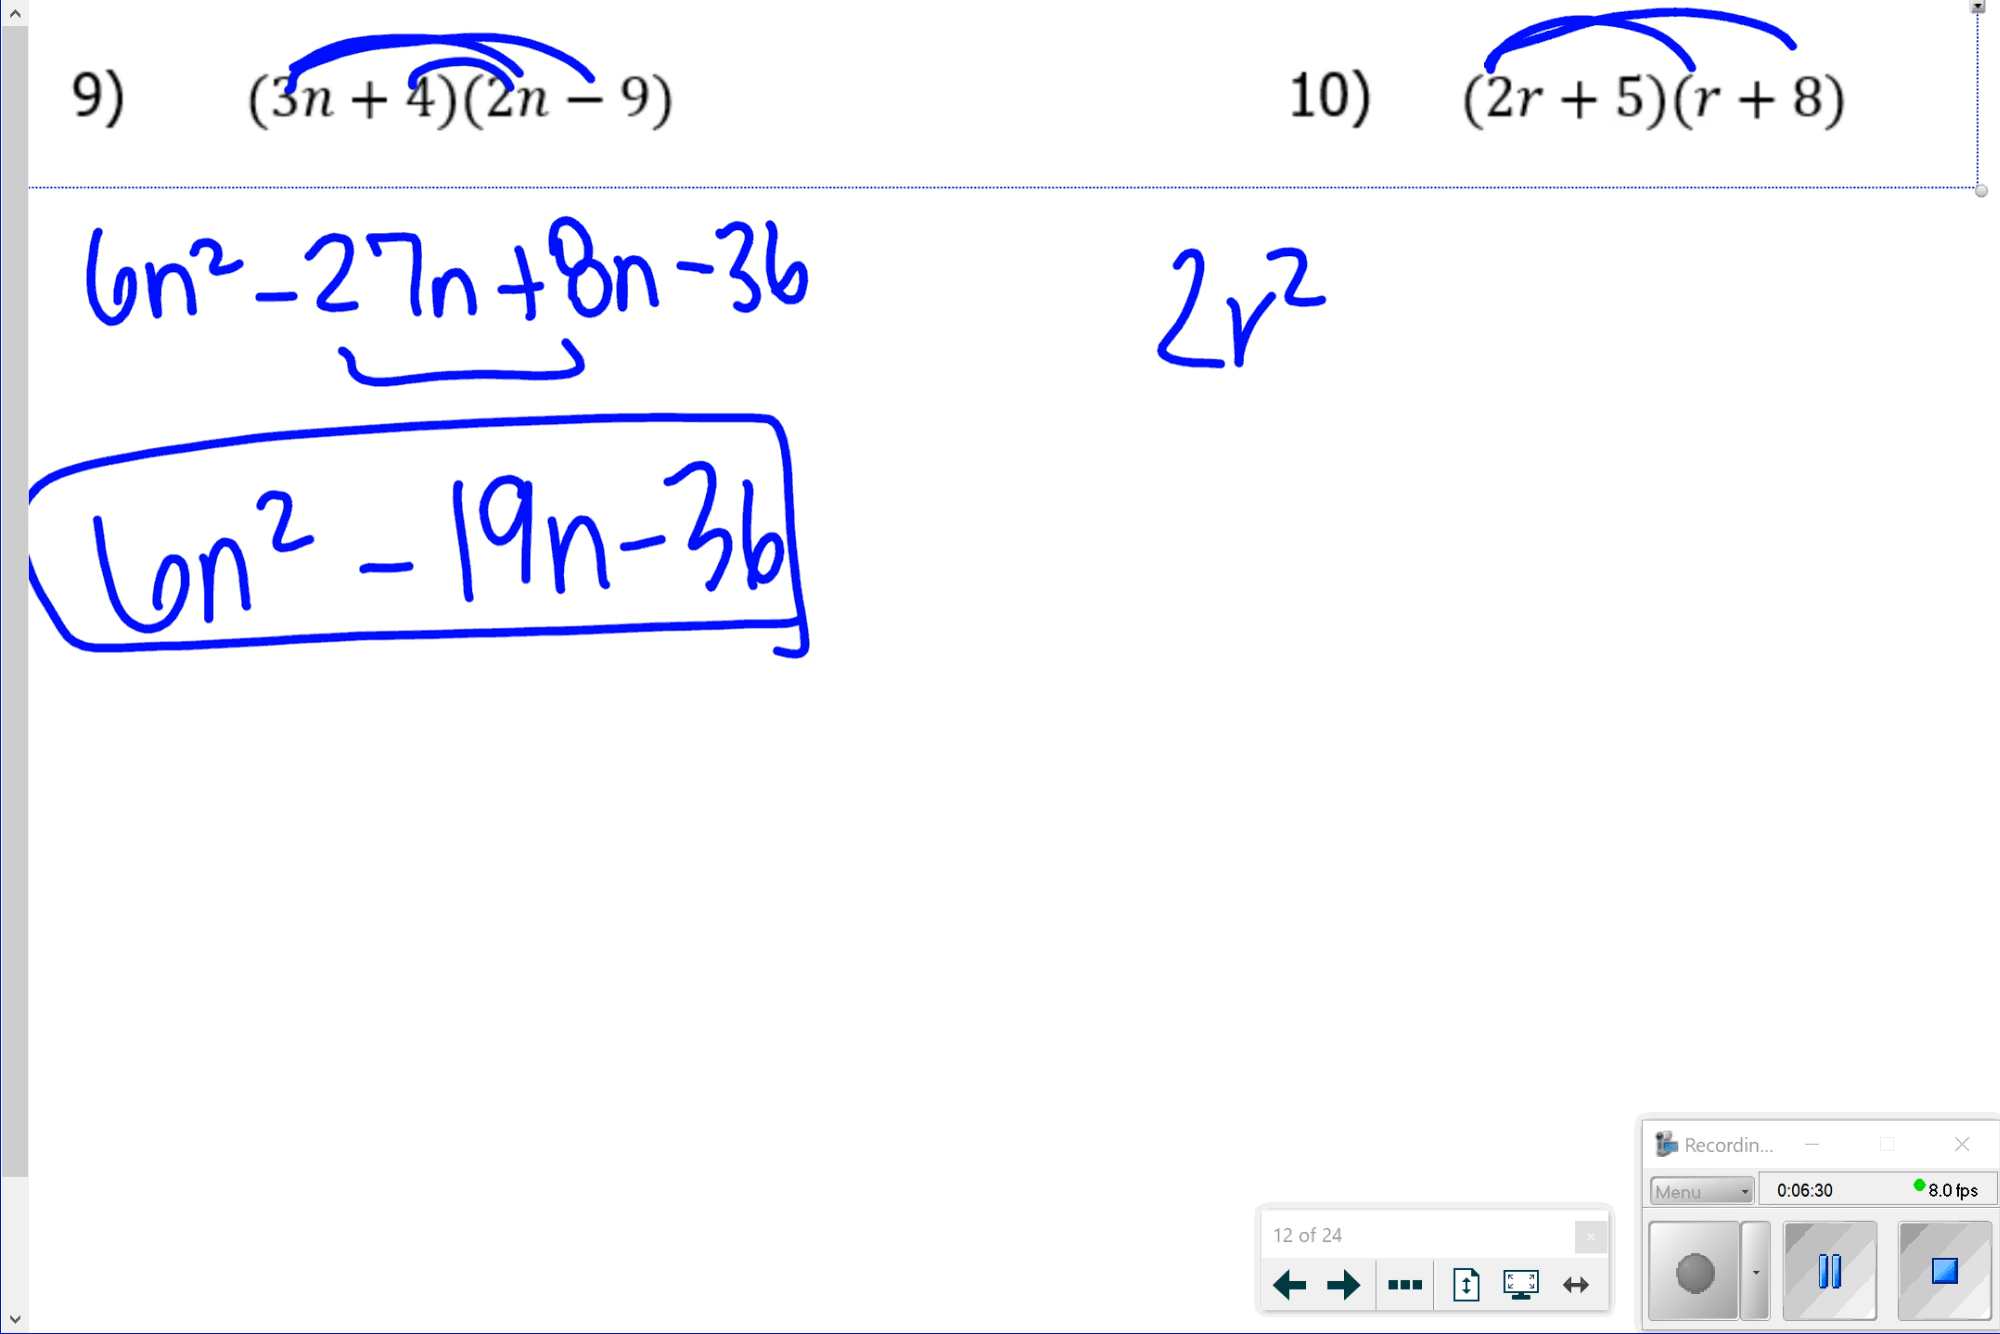 9) (3n + 4)(2n − 9)
10) (2r + 5)(r + 8)
6n² − 27n + 8n − 36
2r²
6n² − 19n − 36
Recordin...
Menu 0:06:30 8.0 fps
12 of 24